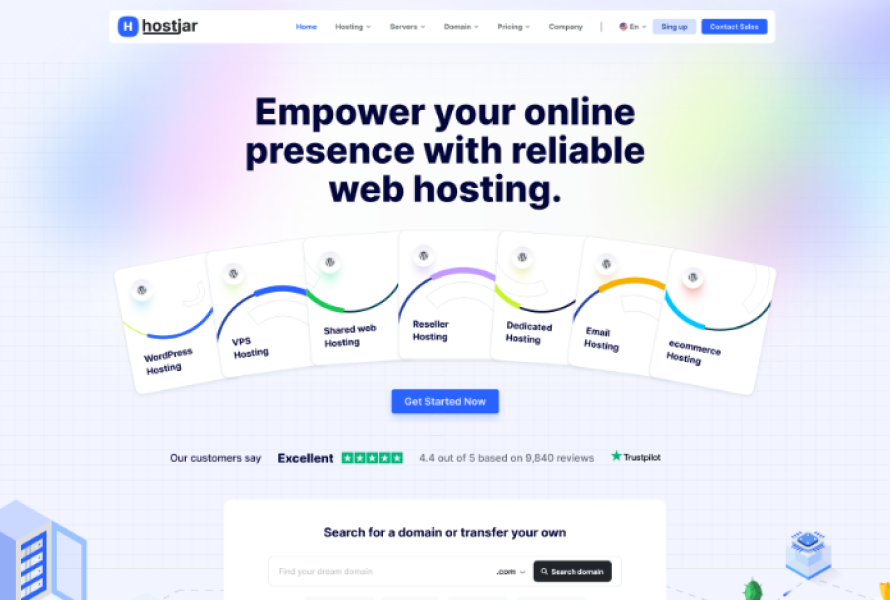 H hostjar
Home Hosting Servers Domain Pricing Company | En Sing up Contact Sales
Empower your online
presence with reliable
web hosting.
WordPress
Hosting
VPS
Hosting
Shared web
Hosting
Reseller
Hosting
Dedicated
Hosting
Email
Hosting
ecommerce
Hosting
Get Started Now
Our customers say Excellent 4.4 out of 5 based on 9,840 reviews Trustpilot
Search for a domain or transfer your own
Find your dream domain .com Search domain